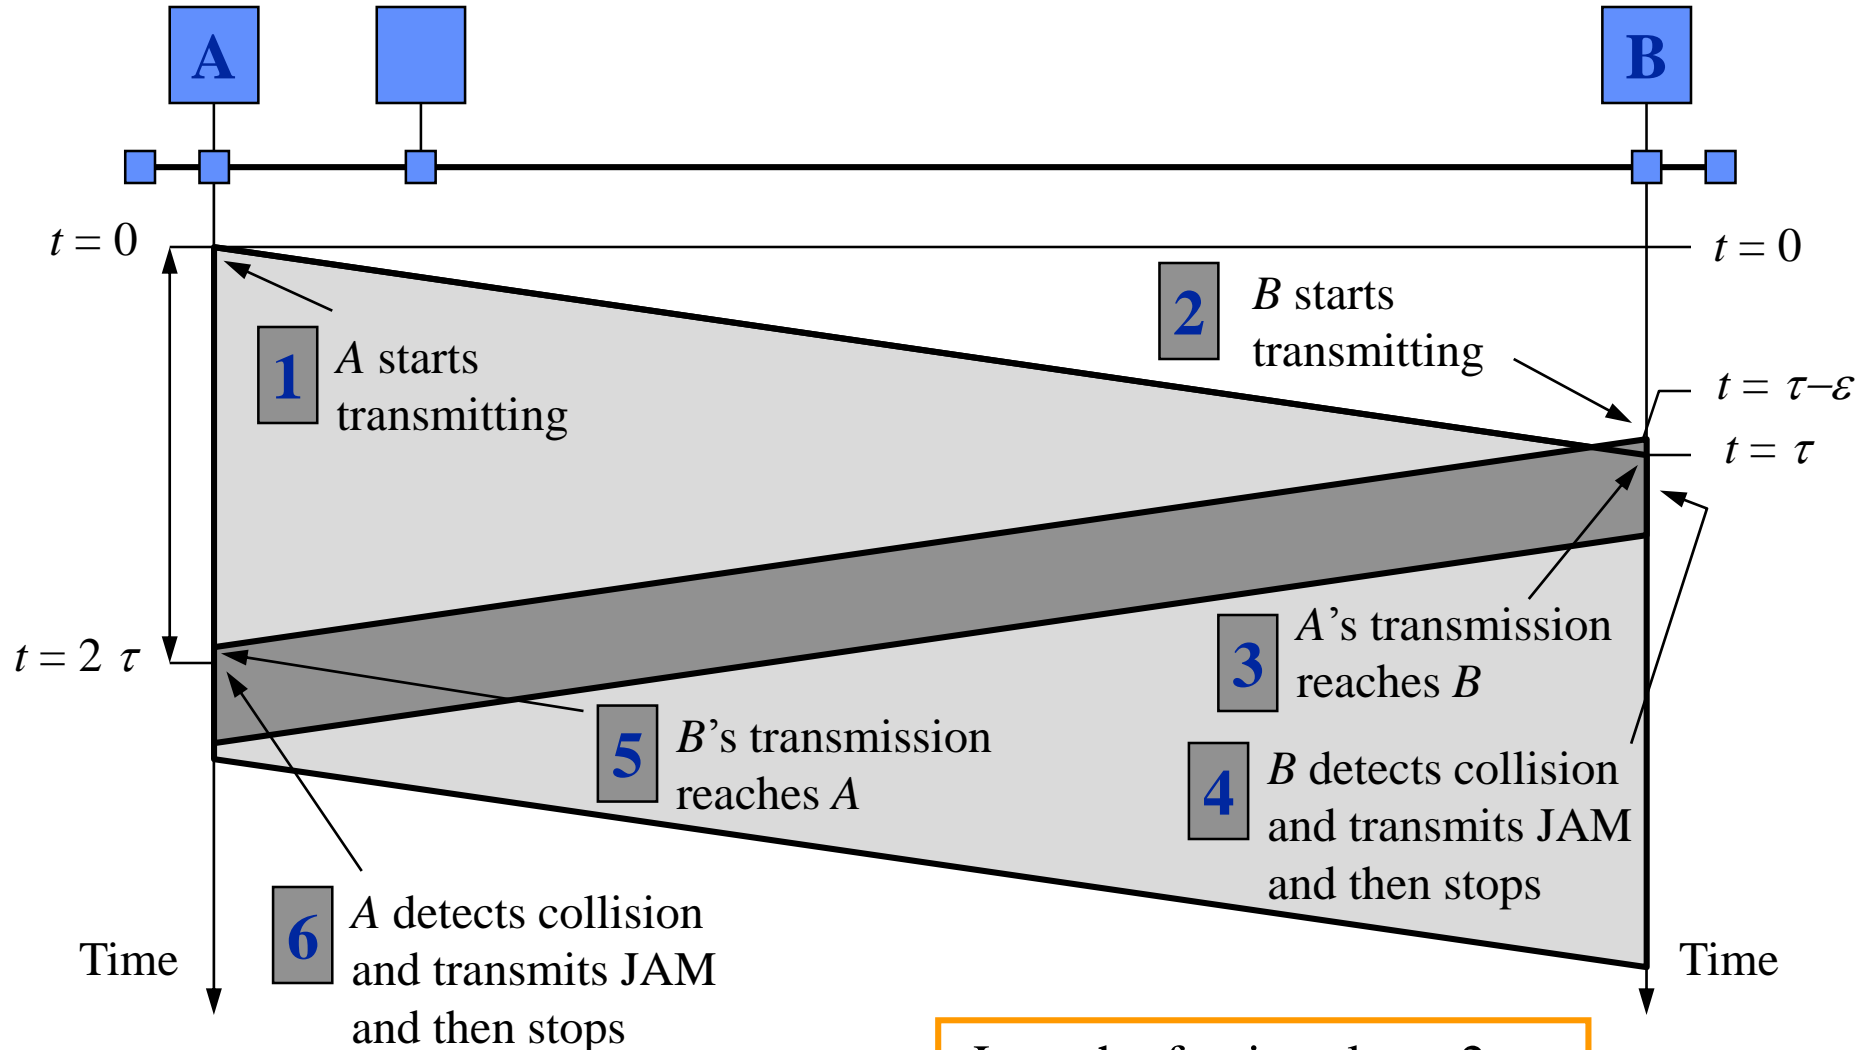 A
B
t = 0
t = 0
2
B starts
transmitting
1
A starts
transmitting
t = τ−ε
t = τ
3
A’s transmission
reaches B
t = 2 τ
5
B’s transmission
reaches A
4
B detects collision
and transmits JAM
and then stops
6
A detects collision
and transmits JAM
and then stops
Time
Time